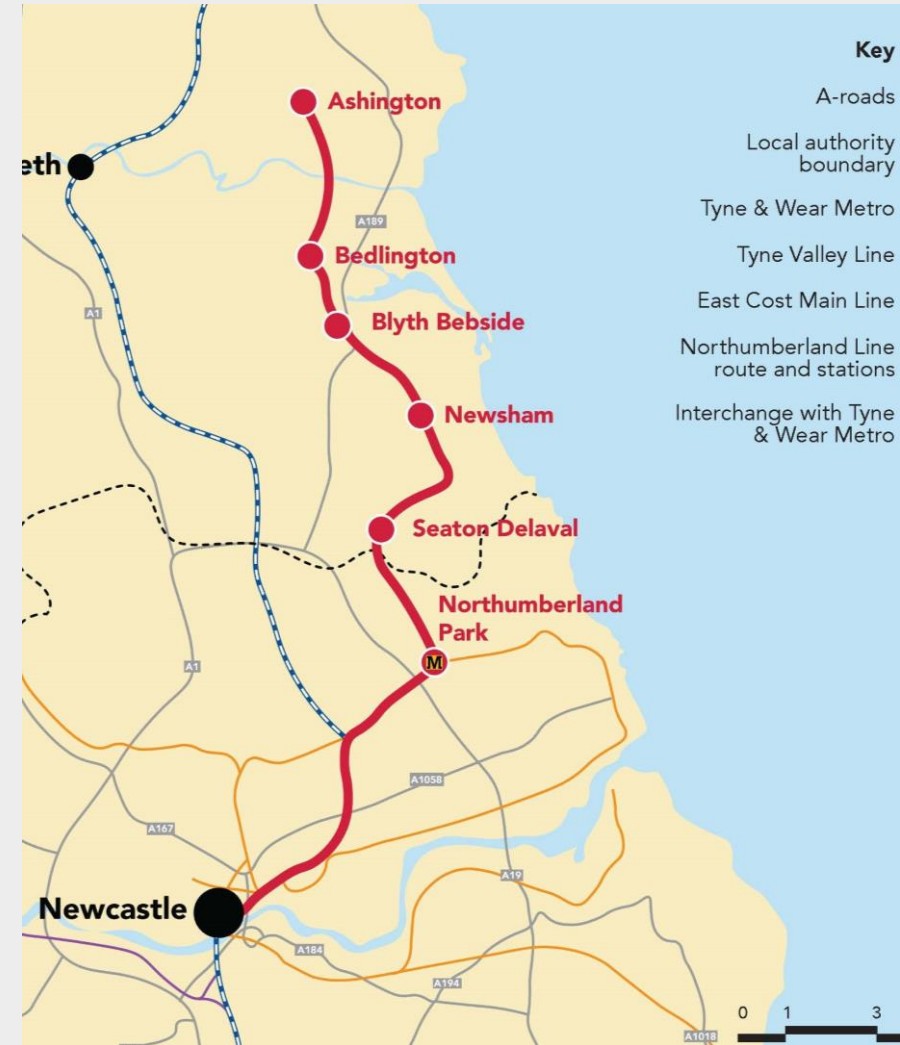 Key
A-roads
Local authority
boundary
Tyne & Wear Metro
Tyne Valley Line
East Cost Main Line
Northumberland Line
route and stations
Interchange with Tyne
& Wear Metro
Ashington
eth
A189
Bedlington
A1
Blyth Bebside
Newsham
Seaton Delaval
Northumberland
Park
M
A1
A1058
A167
A19
Newcastle
A184
A194
A1018
0 1 3